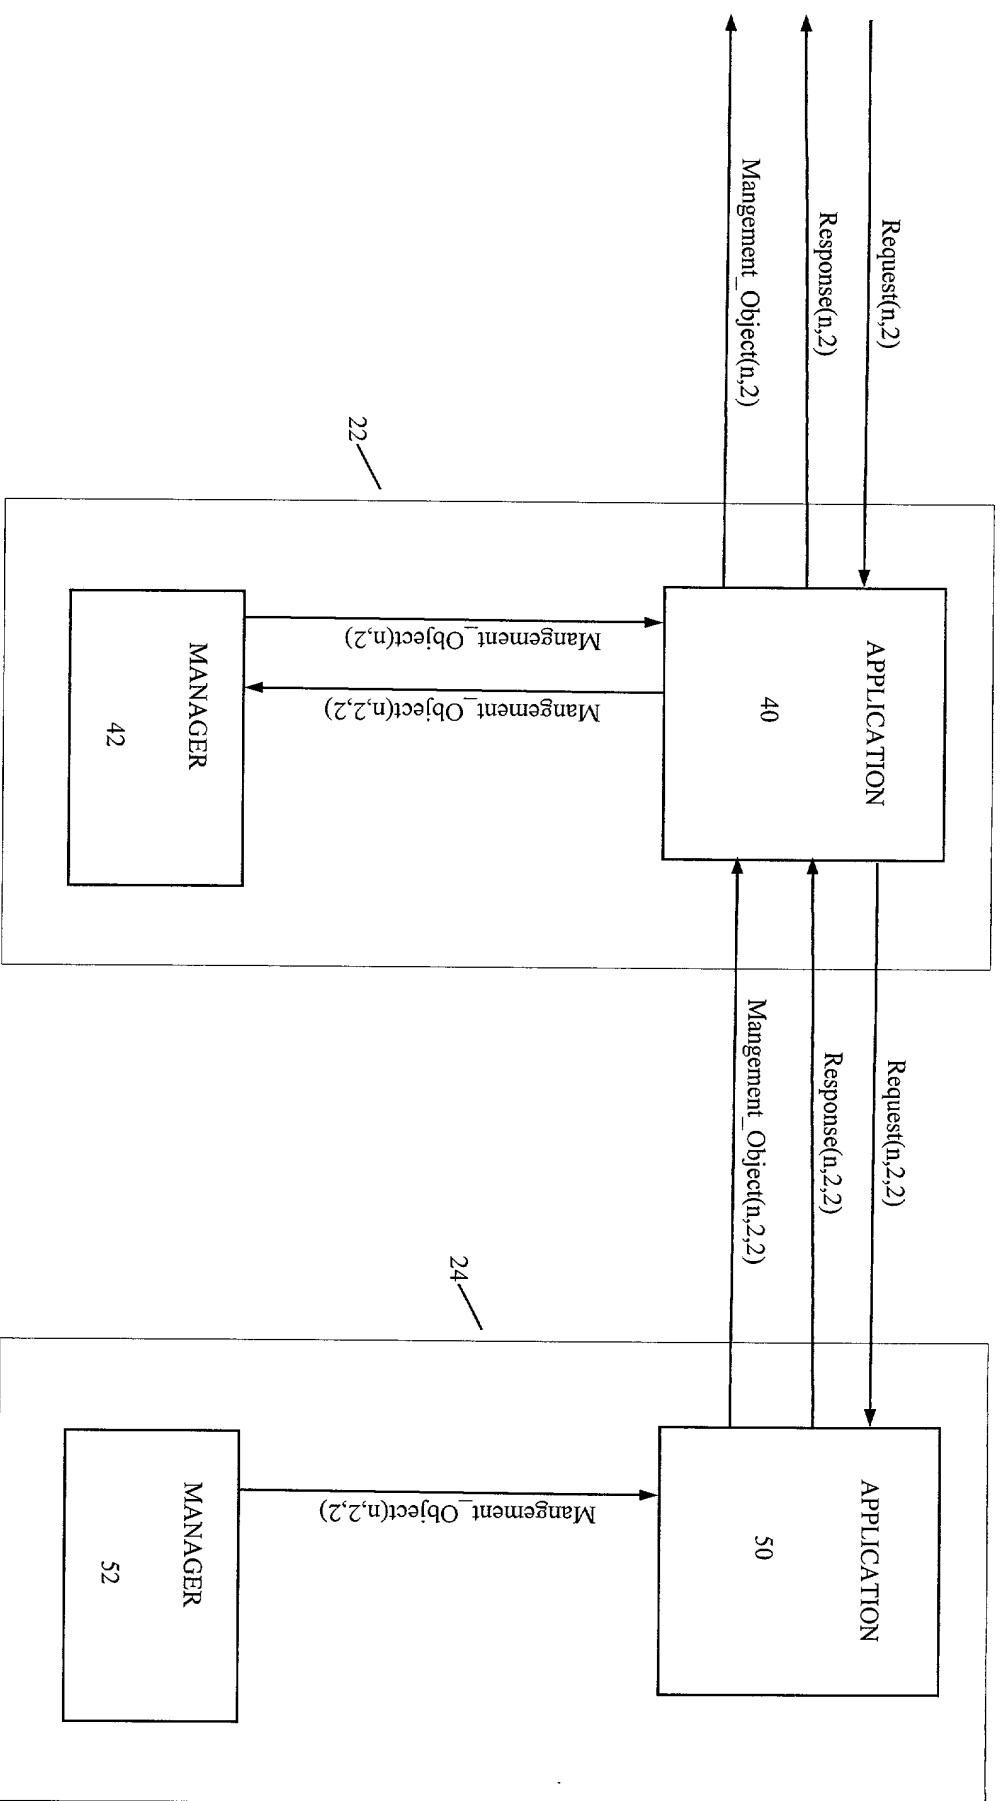 Request(n,2)
Response(n,2)
Mangement_Object(n,2)
22
APPLICATION
40
Mangement_Object(n,2)
Mangement_Object(n,2,2)
MANAGER
42
Request(n,2,2)
Response(n,2,2)
Mangement_Object(n,2,2)
24
APPLICATION
50
Mangement_Object(n,2,2)
MANAGER
52